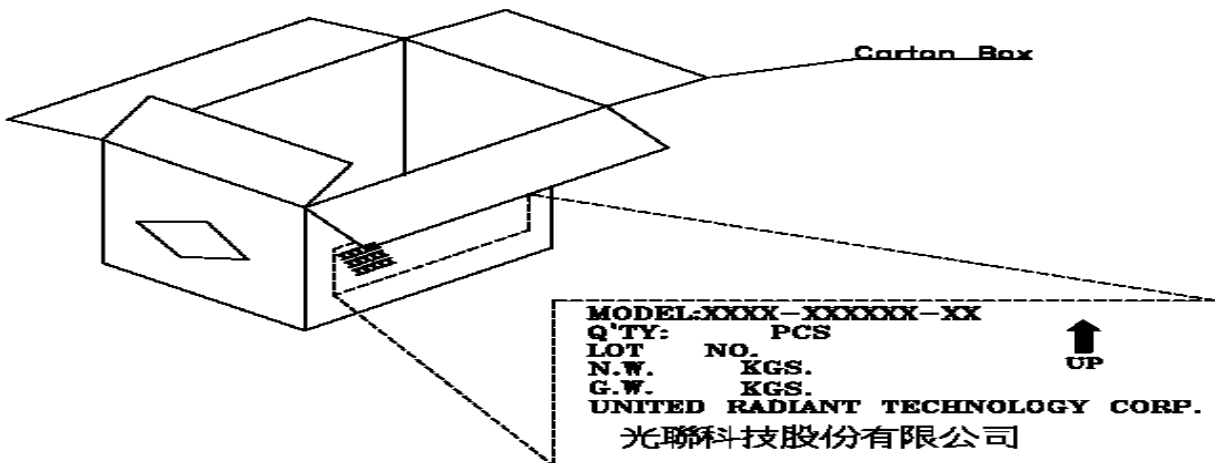 Carton Box
MODEL:XXXX-XXXXXX-XX
Q'TY: PCS
LOT NO.
N.W. KGS.
G.W. KGS.
UNITED RADIANT TECHNOLOGY CORP.
光聯科技股份有限公司
UP